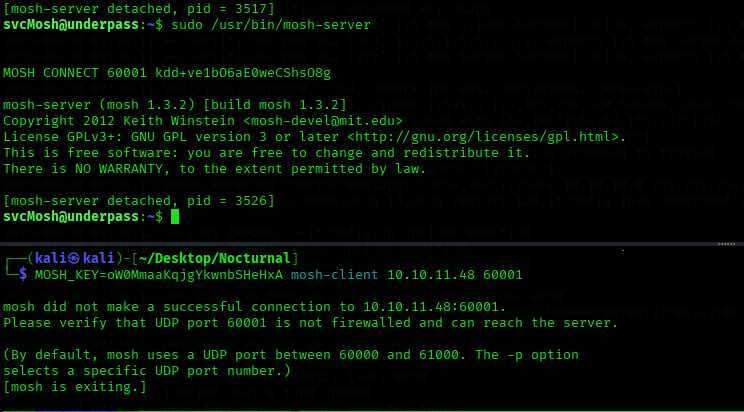 [mosh-server detached, pid = 3517]
svcMosh@underpass:~$ sudo /usr/bin/mosh-server
MOSH CONNECT 60001 kdd+ve1bO6aE0weCShsO8g
mosh-server (mosh 1.3.2) [build mosh 1.3.2]
Copyright 2012 Keith Winstein <mosh-devel@mit.edu>
License GPLv3+: GNU GPL version 3 or later <http://gnu.org/licenses/gpl.html>.
This is free software: you are free to change and redistribute it.
There is NO WARRANTY, to the extent permitted by law.
[mosh-server detached, pid = 3526]
svcMosh@underpass:~$
┌──(kali㉿kali)-[~/Desktop/Nocturnal]
└─$ MOSH_KEY=oW0MmaaKqjgYkwnbSHeHxA mosh-client 10.10.11.48 60001
mosh did not make a successful connection to 10.10.11.48:60001.
Please verify that UDP port 60001 is not firewalled and can reach the server.
(By default, mosh uses a UDP port between 60000 and 61000. The -p option
selects a specific UDP port number.)
[mosh is exiting.]